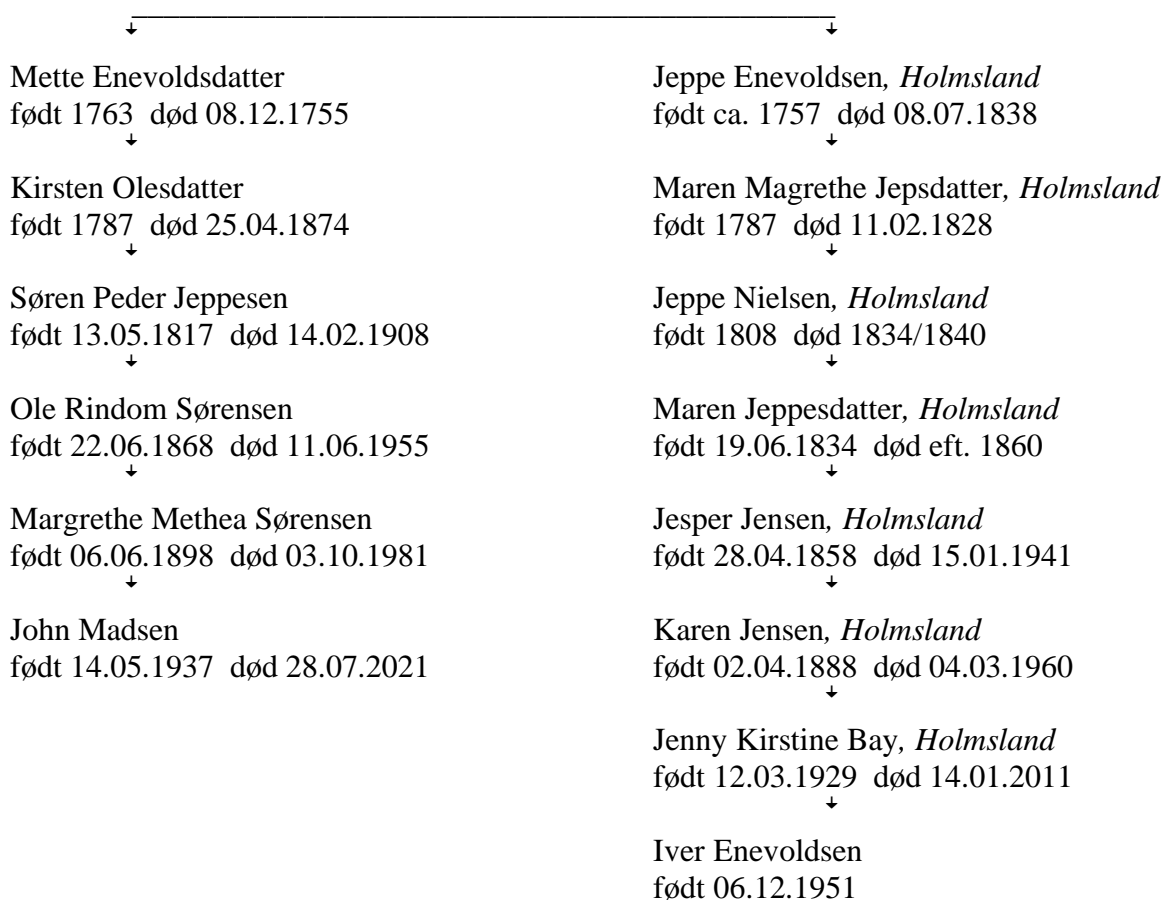 Mette Enevoldsdatter
født 1763 død 08.12.1755
Kirsten Olesdatter
født 1787 død 25.04.1874
Søren Peder Jeppesen
født 13.05.1817 død 14.02.1908
Ole Rindom Sørensen
født 22.06.1868 død 11.06.1955
Margrethe Methea Sørensen
født 06.06.1898 død 03.10.1981
John Madsen
født 14.05.1937 død 28.07.2021
Jeppe Enevoldsen, Holmsland
født ca. 1757 død 08.07.1838
Maren Magrethe Jepsdatter, Holmsland
født 1787 død 11.02.1828
Jeppe Nielsen, Holmsland
født 1808 død 1834/1840
Maren Jeppesdatter, Holmsland
født 19.06.1834 død eft. 1860
Jesper Jensen, Holmsland
født 28.04.1858 død 15.01.1941
Karen Jensen, Holmsland
født 02.04.1888 død 04.03.1960
Jenny Kirstine Bay, Holmsland
født 12.03.1929 død 14.01.2011
Iver Enevoldsen
født 06.12.1951